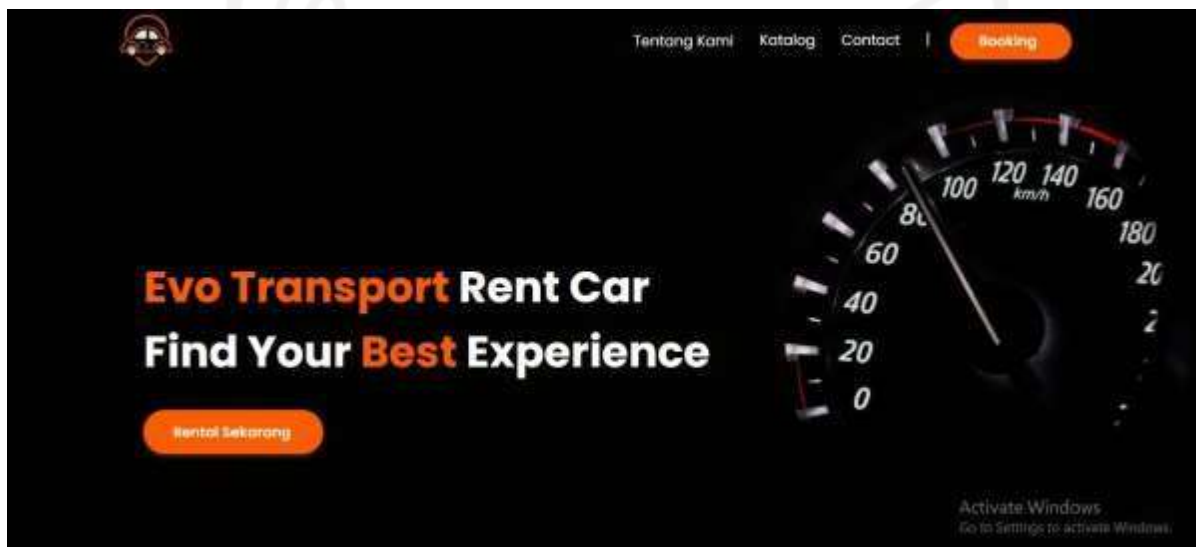 Tentang Kami Katalog Contact | Booking
Evo Transport Rent Car
Find Your Best Experience
Rental Sekarang
0
20
40
60
100
120
140
160
180
km/h
Activate Windows
Go to Settings to activate Windows.